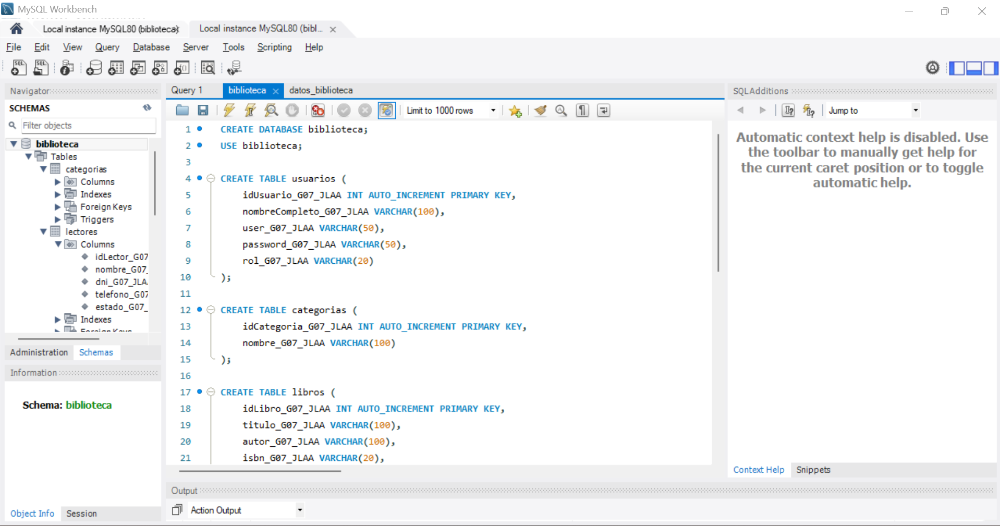 MySQL Workbench
Local instance MySQL80 (biblioteca)
Local instance MySQL80 (bibl...
File Edit View Query Database Server Tools Scripting Help
Navigator
SCHEMAS
Filter objects
biblioteca
Tables
categorias
Columns
Indexes
Foreign Keys
Triggers
lectores
Columns
idLector_G07
nombre_G07_
dni_G07_JLA
telefono_G07
estado_G07_
Indexes
Foreign Keys
Administration Schemas
Information
Schema: biblioteca
Object Info Session
Query 1 biblioteca datos_biblioteca
Limit to 1000 rows
1 CREATE DATABASE biblioteca;
2 USE biblioteca;
3
4 CREATE TABLE usuarios (
5 idUsuario_G07_JLAA INT AUTO_INCREMENT PRIMARY KEY,
6 nombreCompleto_G07_JLAA VARCHAR(100),
7 user_G07_JLAA VARCHAR(50),
8 password_G07_JLAA VARCHAR(50),
9 rol_G07_JLAA VARCHAR(20)
10 );
11
12 CREATE TABLE categorias (
13 idCategoria_G07_JLAA INT AUTO_INCREMENT PRIMARY KEY,
14 nombre_G07_JLAA VARCHAR(100)
15 );
16
17 CREATE TABLE libros (
18 idLibro_G07_JLAA INT AUTO_INCREMENT PRIMARY KEY,
19 titulo_G07_JLAA VARCHAR(100),
20 autor_G07_JLAA VARCHAR(100),
21 isbn_G07_JLAA VARCHAR(20),
SQLAdditions
Jump to
Automatic context help is disabled. Use
the toolbar to manually get help for
the current caret position or to toggle
automatic help.
Context Help Snippets
Output
Action Output